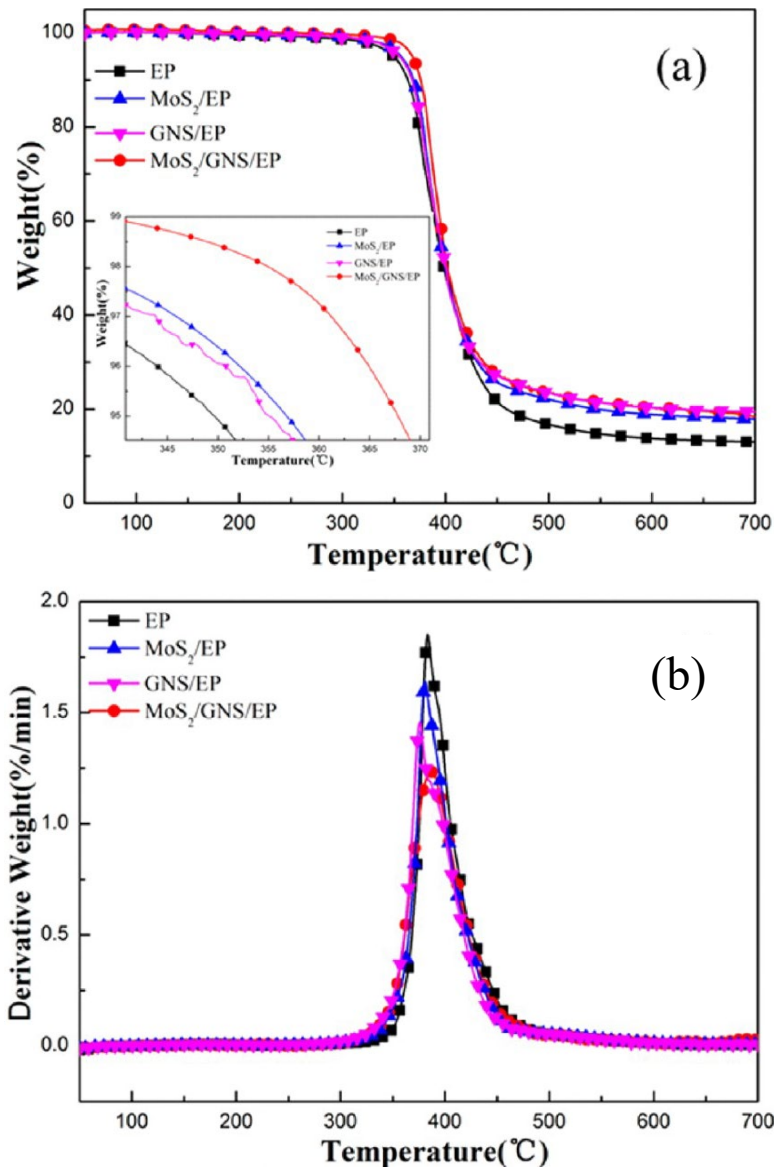 (a)
100
80
60
40
20
0
Weight(%)
EP
MoS2/EP
GNS/EP
MoS2/GNS/EP
99
98
97
96
95
Weight(%)
EP
MoS2/EP
GNS/EP
MoS2/GNS/EP
345 350 355 360 365 370
Temperature(℃)
100 200 300 400 500 600 700
Temperature(℃)
(b)
2.0
1.5
1.0
0.5
0.0
Derivative Weight(%/min)
EP
MoS2/EP
GNS/EP
MoS2/GNS/EP
100 200 300 400 500 600 700
Temperature(℃)